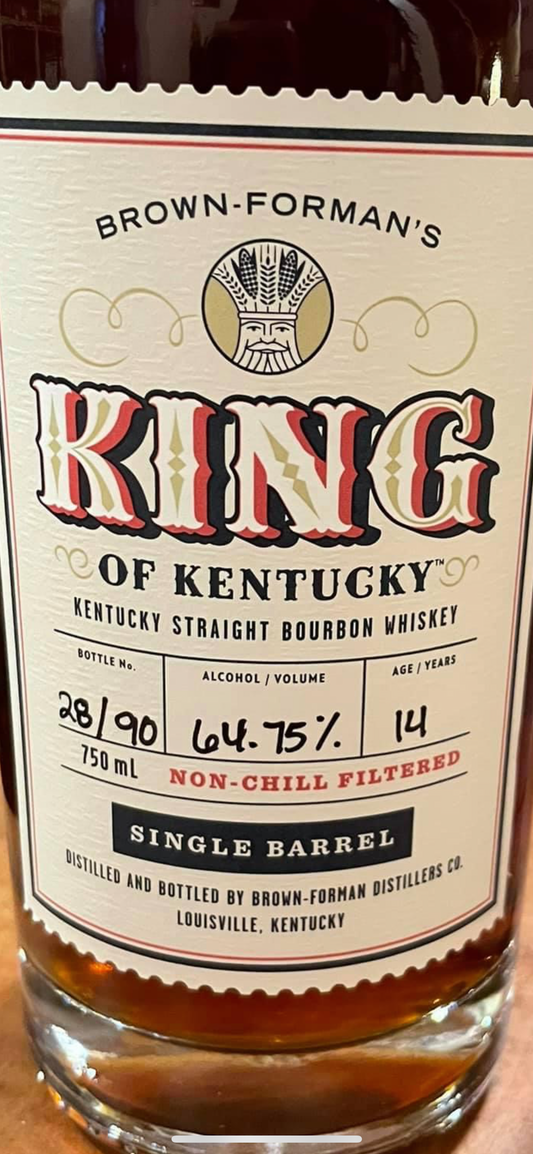 BROWN-FORMAN'S
KING
OF KENTUCKY™
KENTUCKY STRAIGHT BOURBON WHISKEY
BOTTLE No. ALCOHOL / VOLUME AGE / YEARS
28/90 64.75% 14
750 mL NON-CHILL FILTERED
SINGLE BARREL
DISTILLED AND BOTTLED BY BROWN-FORMAN DISTILLERS CO.
LOUISVILLE, KENTUCKY